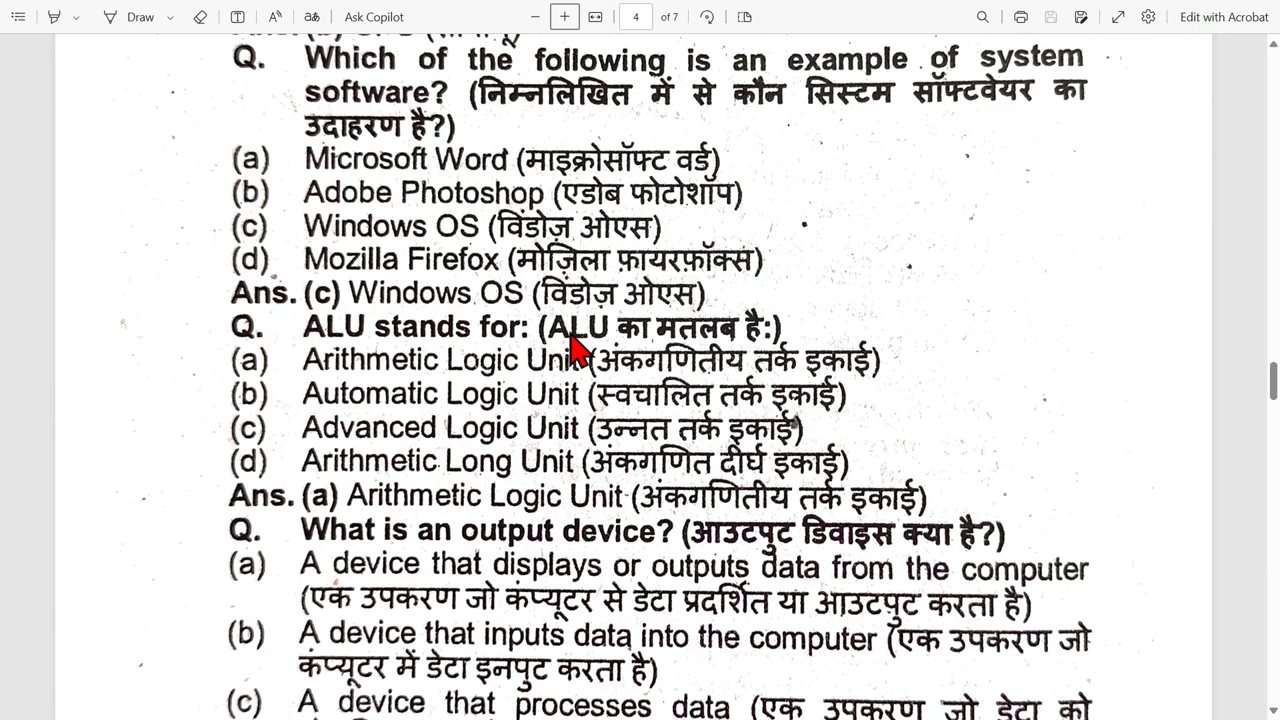 Draw
Ask Copilot
4 of 7
Edit with Acrobat
Q. Which of the following is an example of system
software? (निम्नलिखित में से कौन सिस्टम सॉफ्टवेयर का
उदाहरण है?)
(a) Microsoft Word (माइक्रोसॉफ्ट वर्ड)
(b) Adobe Photoshop (एडोब फोटोशॉप)
(c) Windows OS (विंडोज़ ओएस)
(d) Mozilla Firefox (मोज़िला फ़ायरफ़ॉक्स)
Ans. (c) Windows OS (विंडोज़ ओएस)
Q. ALU stands for: (ALU का मतलब है:)
(a) Arithmetic Logic Unit (अंकगणितीय तर्क इकाई)
(b) Automatic Logic Unit (स्वचालित तर्क इकाई)
(c) Advanced Logic Unit (उन्नत तर्क इकाई)
(d) Arithmetic Long Unit (अंकगणित दीर्घ इकाई)
Ans. (a) Arithmetic Logic Unit (अंकगणितीय तर्क इकाई)
Q. What is an output device? (आउटपुट डिवाइस क्या है?)
(a) A device that displays or outputs data from the computer
(एक उपकरण जो कंप्यूटर से डेटा प्रदर्शित या आउटपुट करता है)
(b) A device that inputs data into the computer (एक उपकरण जो
कंप्यूटर में डेटा इनपुट करता है)
(c) A device that processes data (एक उपकरण जो डेटा को